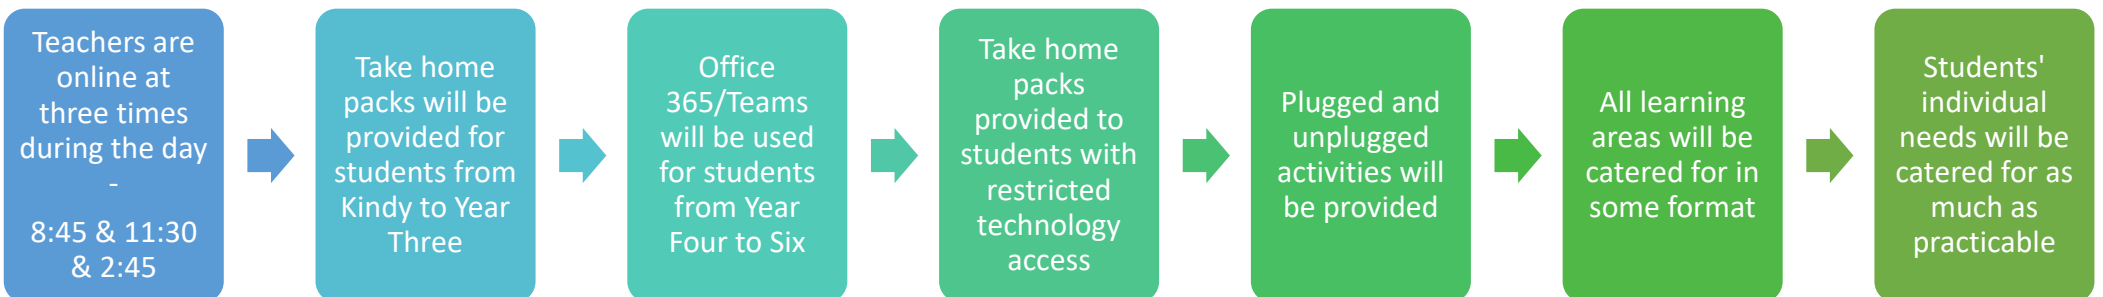 Teachers are
online at
three times
during the day
-
8:45 & 11:30
& 2:45
Take home
packs will be
provided for
students from
Kindy to Year
Three
Office
365/Teams
will be used
for students
from Year
Four to Six
Take home
packs
provided to
students with
restricted
technology
access
Plugged and
unplugged
activities will
be provided
All learning
areas will be
catered for in
some format
Students'
individual
needs will be
catered for as
much as
practicable